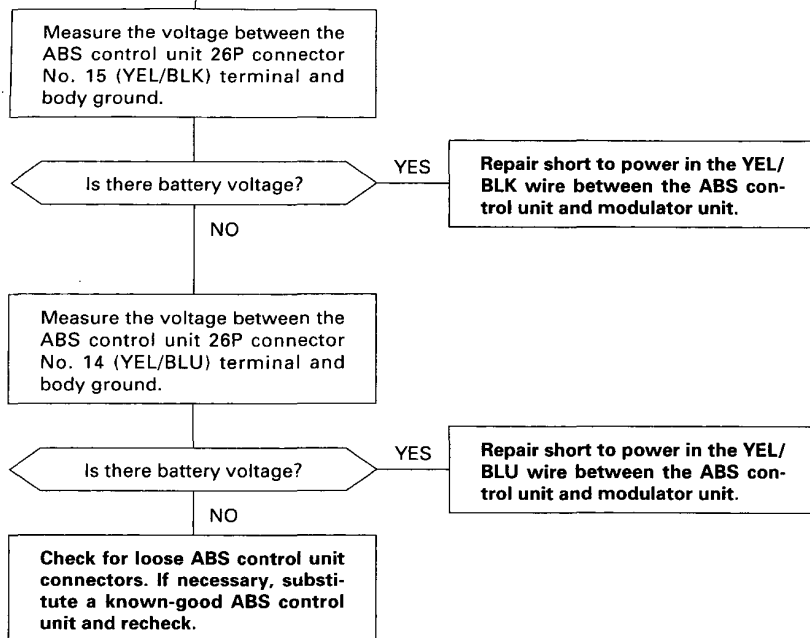 Measure the voltage between the
ABS control unit 26P connector
No. 15 (YEL/BLK) terminal and
body ground.
Is there battery voltage?
YES
Repair short to power in the YEL/
BLK wire between the ABS con-
trol unit and modulator unit.
NO
Measure the voltage between the
ABS control unit 26P connector
No. 14 (YEL/BLU) terminal and
body ground.
Is there battery voltage?
YES
Repair short to power in the YEL/
BLU wire between the ABS con-
trol unit and modulator unit.
NO
Check for loose ABS control unit
connectors. If necessary, substi-
tute a known-good ABS control
unit and recheck.